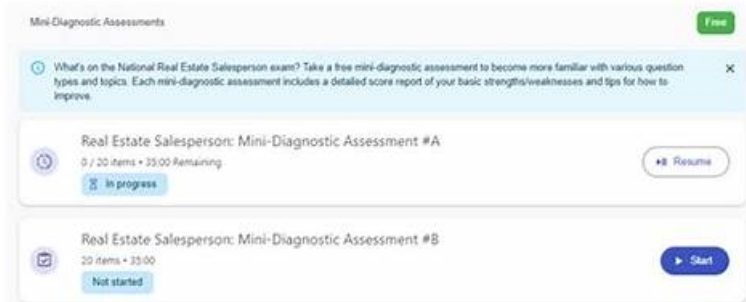 Mini-Diagnostic Assessments
Free
What's on the National Real Estate Salesperson exam? Take a free mini-diagnostic assessment to become more familiar with various question
types and topics. Each mini-diagnostic assessment includes a detailed score report of your basic strengths/weaknesses and tips for how to
improve.
Real Estate Salesperson: Mini-Diagnostic Assessment #A
0 / 20 items • 35:00 Remaining
Resume
In progress
Real Estate Salesperson: Mini-Diagnostic Assessment #B
20 items • 35:00
Start
Not started